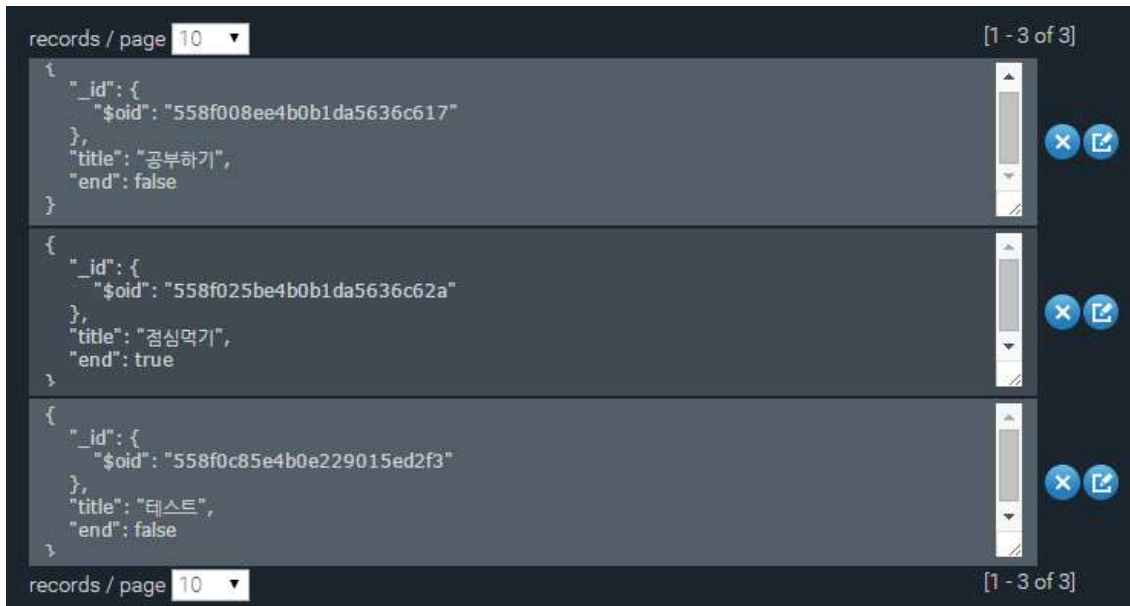 records / page 10 [1 - 3 of 3]
{
"_id": {
"$oid": "558f008ee4b0b1da5636c617"
},
"title": "공부하기",
"end": false
}
{
"_id": {
"$oid": "558f025be4b0b1da5636c62a"
},
"title": "점심먹기",
"end": true
}
{
"_id": {
"$oid": "558f0c85e4b0e229015ed2f3"
},
"title": "테스트",
"end": false
}
records / page 10 [1 - 3 of 3]